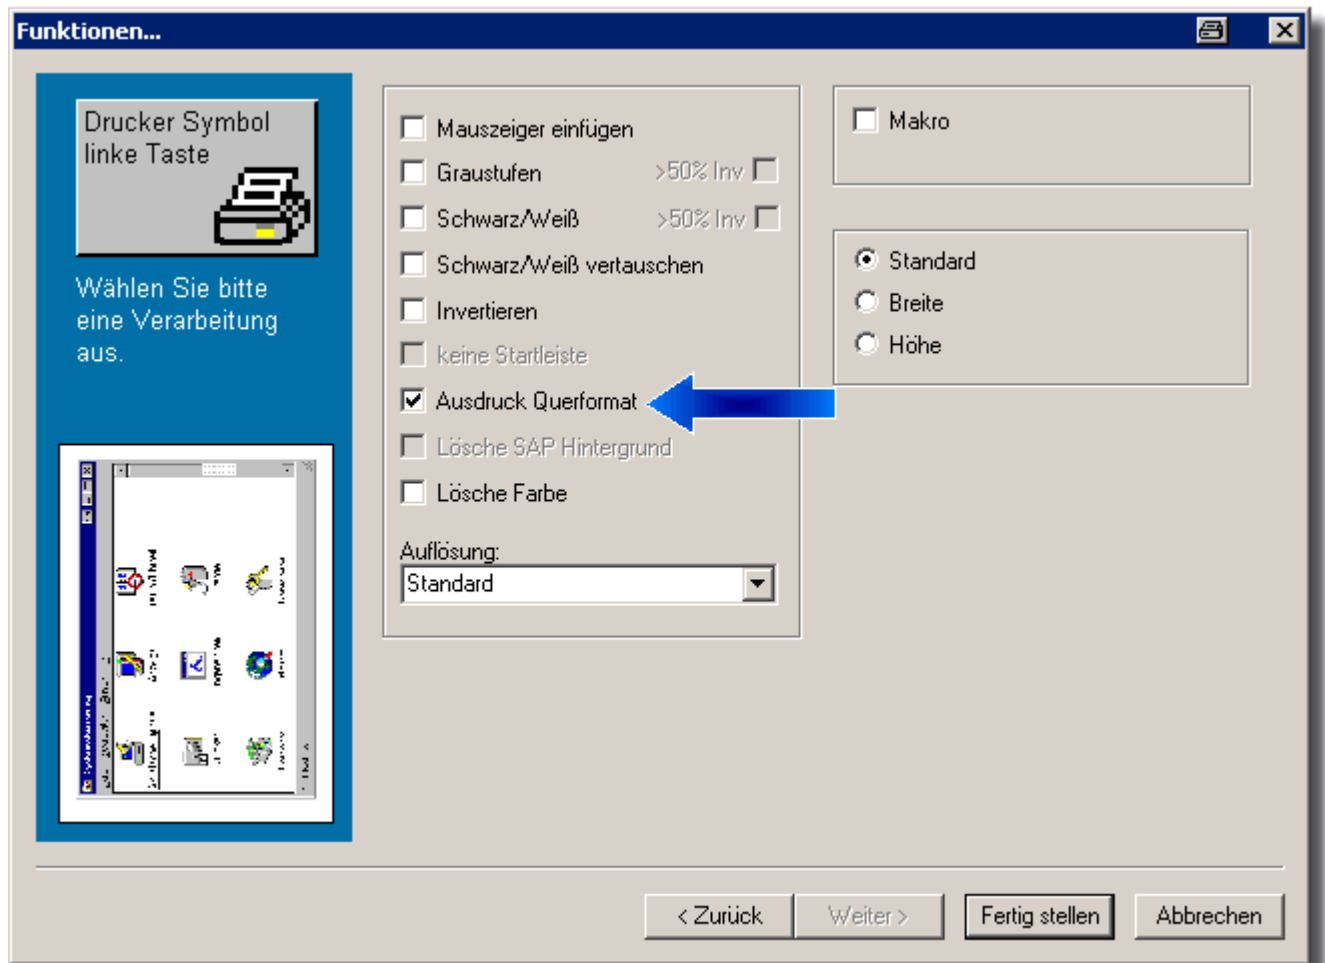 Funktionen...
Drucker Symbol
linke Taste
Wählen Sie bitte
eine Verarbeitung
aus.
Mauszeiger einfügen
Graustufen >50% Inv
Schwarz/Weiß >50% Inv
Schwarz/Weiß vertauschen
Invertieren
keine Startleiste
Ausdruck Querformat
Lösche SAP Hintergrund
Lösche Farbe
Auflösung:
Standard
Makro
Standard
Breite
Höhe
< Zurück
Weiter >
Fertig stellen
Abbrechen